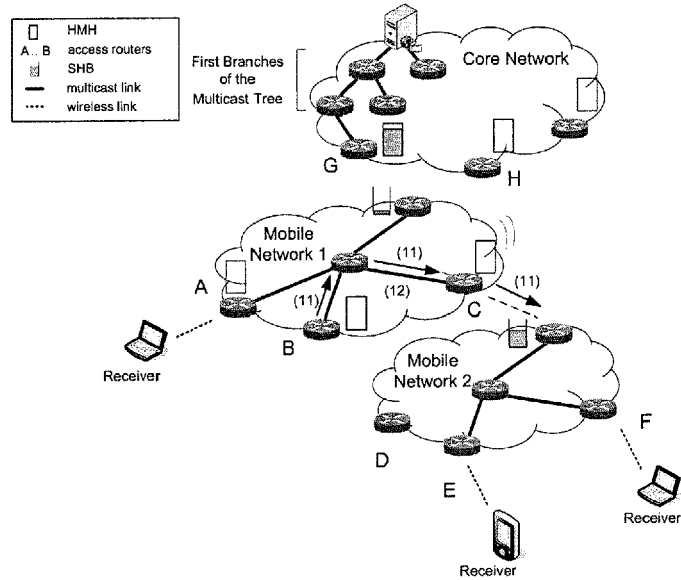 HMH
A .. B access routers
SHB
multicast link
wireless link
First Branches
of the
Multicast Tree
Core Network
G
H
Mobile
Network 1
(11)
(11)
(11)
(12)
A
B
C
Receiver
Mobile
Network 2
D
E
F
Receiver
Receiver